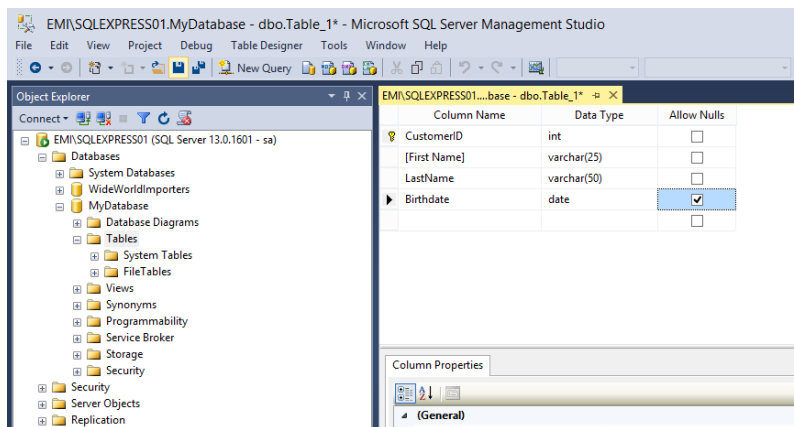 EMI\SQLEXPRESS01.MyDatabase - dbo.Table_1* - Microsoft SQL Server Management Studio
File Edit View Project Debug Table Designer Tools Window Help
New Query
Object Explorer
Connect
EMI\SQLEXPRESS01 (SQL Server 13.0.1601 - sa)
Databases
System Databases
WideWorldImporters
MyDatabase
Database Diagrams
Tables
System Tables
FileTables
Views
Synonyms
Programmability
Service Broker
Storage
Security
Security
Server Objects
Replication
EMI\SQLEXPRESS01....base - dbo.Table_1*
Column Name Data Type Allow Nulls
CustomerID int
[First Name] varchar(25)
LastName varchar(50)
Birthdate date
Column Properties
(General)